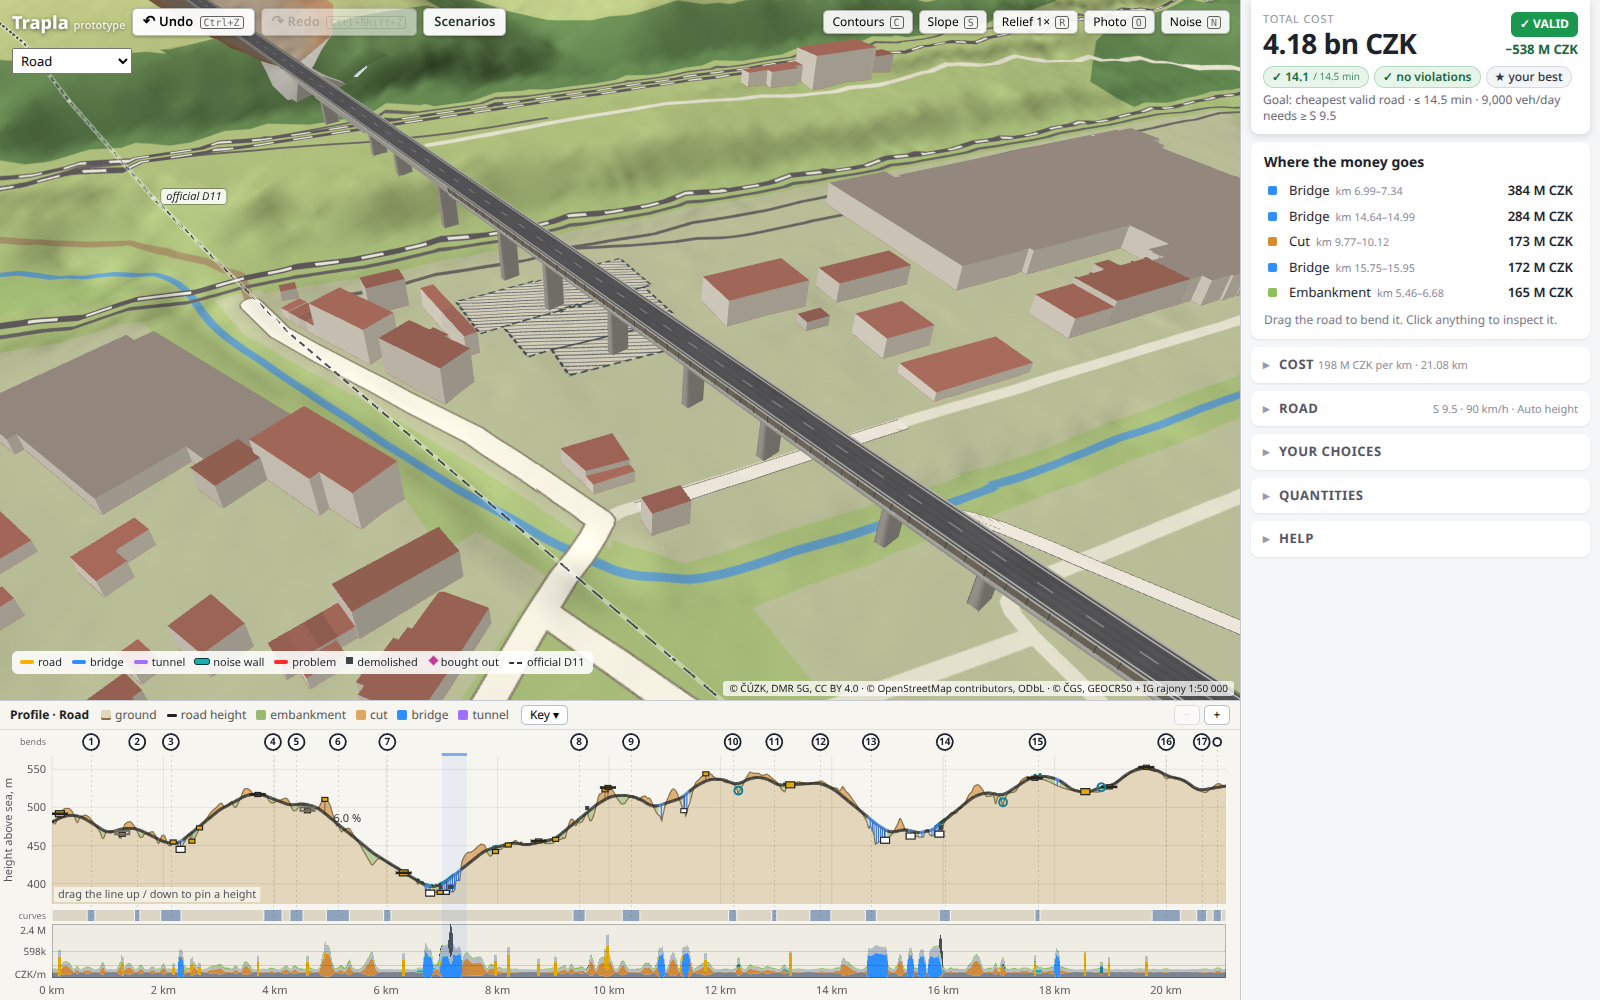 Trapla prototype
↶ Undo Ctrl+Z
↷ Redo Ctrl+Shift+Z
Scenarios
Contours C
Slope S
Relief 1× R
Photo O
Noise N
Road
official D11
road
bridge
tunnel
noise wall
problem
demolished
bought out
official D11
© ČÚZK, DMR 5G, CC BY 4.0 · © OpenStreetMap contributors, ODbL · © ČGS, GEOCR50 + IG rajony 1:50 000
TOTAL COST
4.18 bn CZK
✓ VALID
−538 M CZK
✓ 14.1 / 14.5 min
✓ no violations
★ your best
Goal: cheapest valid road · ≤ 14.5 min · 9,000 veh/day
needs ≥ S 9.5
Where the money goes
Bridge km 6.99–7.34 384 M CZK
Bridge km 14.64–14.99 284 M CZK
Cut km 9.77–10.12 173 M CZK
Bridge km 15.75–15.95 172 M CZK
Embankment km 5.46–6.68 165 M CZK
Drag the road to bend it. Click anything to inspect it.
▶ COST 198 M CZK per km · 21.08 km
▶ ROAD S 9.5 · 90 km/h · Auto height
▶ YOUR CHOICES
▶ QUANTITIES
▶ HELP
Profile · Road
ground
road height
embankment
cut
bridge
tunnel
Key ▾
−
+
bends 1 2 3 4 5 6 7 8 9 10 11 12 13 14 15 16 17
height above sea, m
550
500
450
400
6.0 %
drag the line up / down to pin a height
curves
2.4 M
598k
CZK/m
0 km 2 km 4 km 6 km 8 km 10 km 12 km 14 km 16 km 18 km 20 km